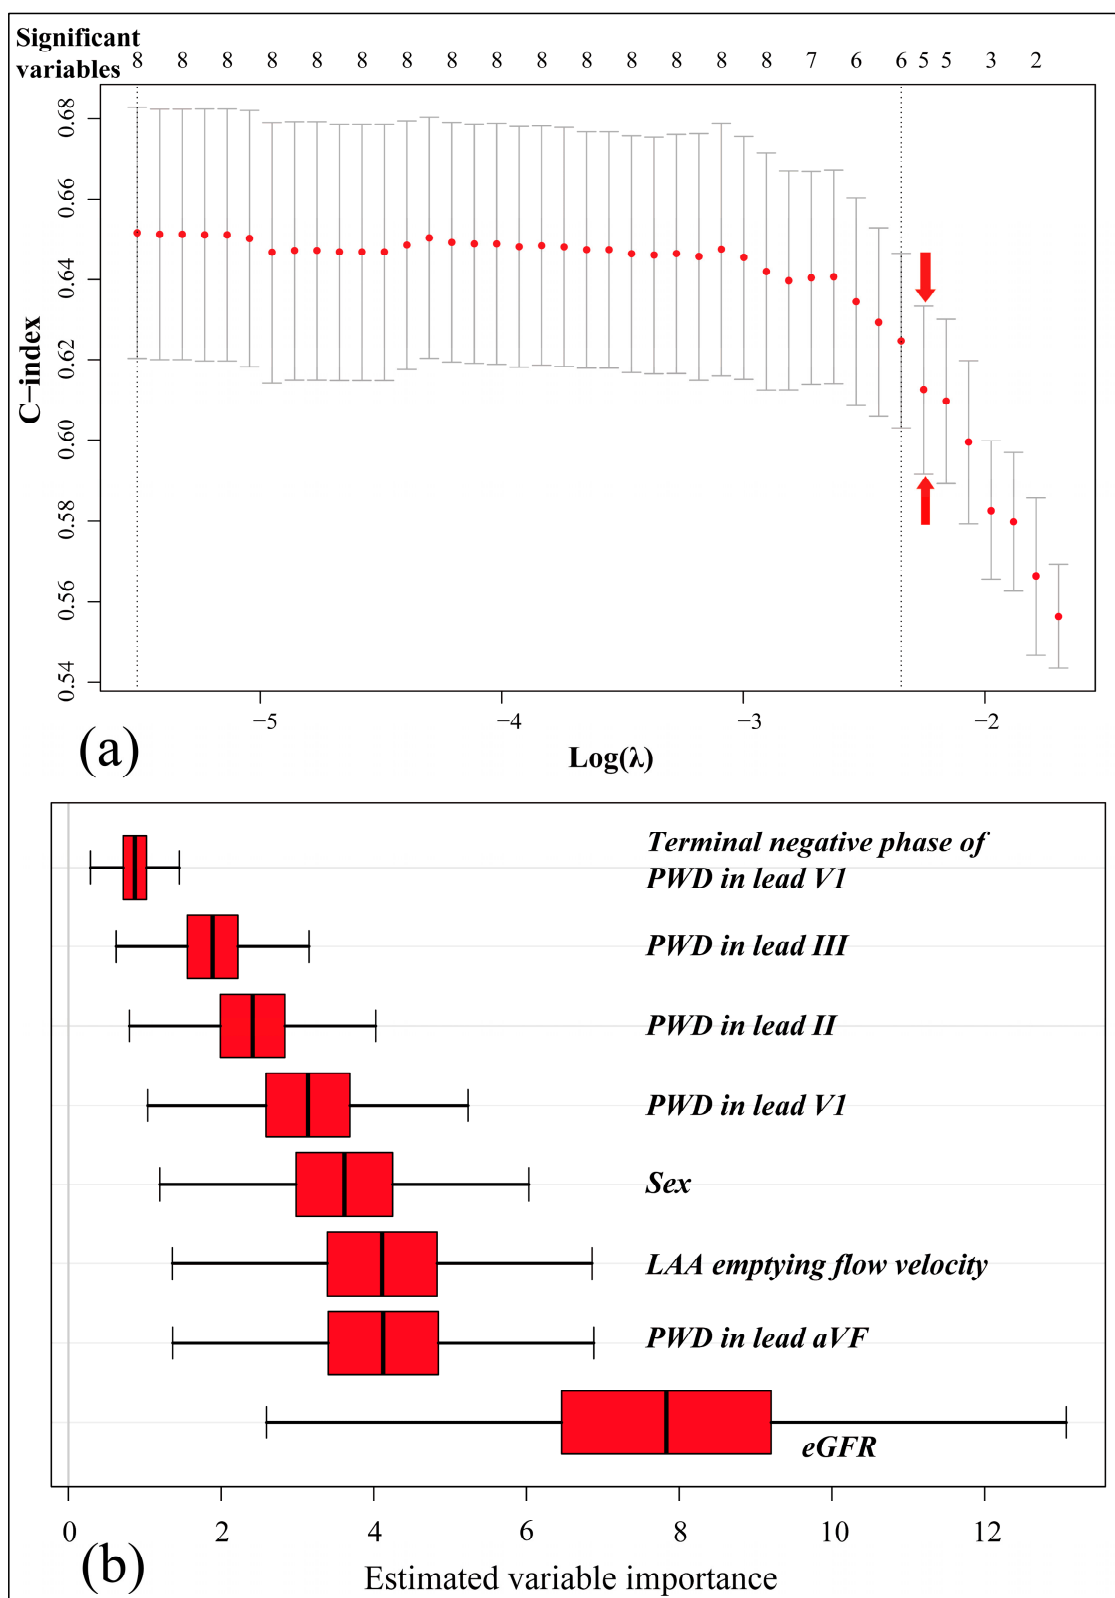 Significant
variables 8 8 8 8 8 8 8 8 8 8 8 8 8 8 8 7 6 6 5 5 3 2
0.68
0.66
0.64
0.62
0.60
0.58
0.56
0.54
C−index
−5 −4 −3 −2
(a) Log(λ)
Terminal negative phase of
PWD in lead V1
PWD in lead III
PWD in lead II
PWD in lead V1
Sex
LAA emptying flow velocity
PWD in lead aVF
eGFR
0 2 4 6 8 10 12
(b) Estimated variable importance